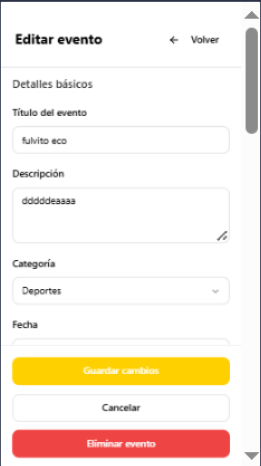 Editar evento
← Volver
Detalles básicos
Título del evento
fulvito eco
Descripción
dddddeaaaa
Categoría
Deportes
Fecha
Guardar cambios
Cancelar
Eliminar evento